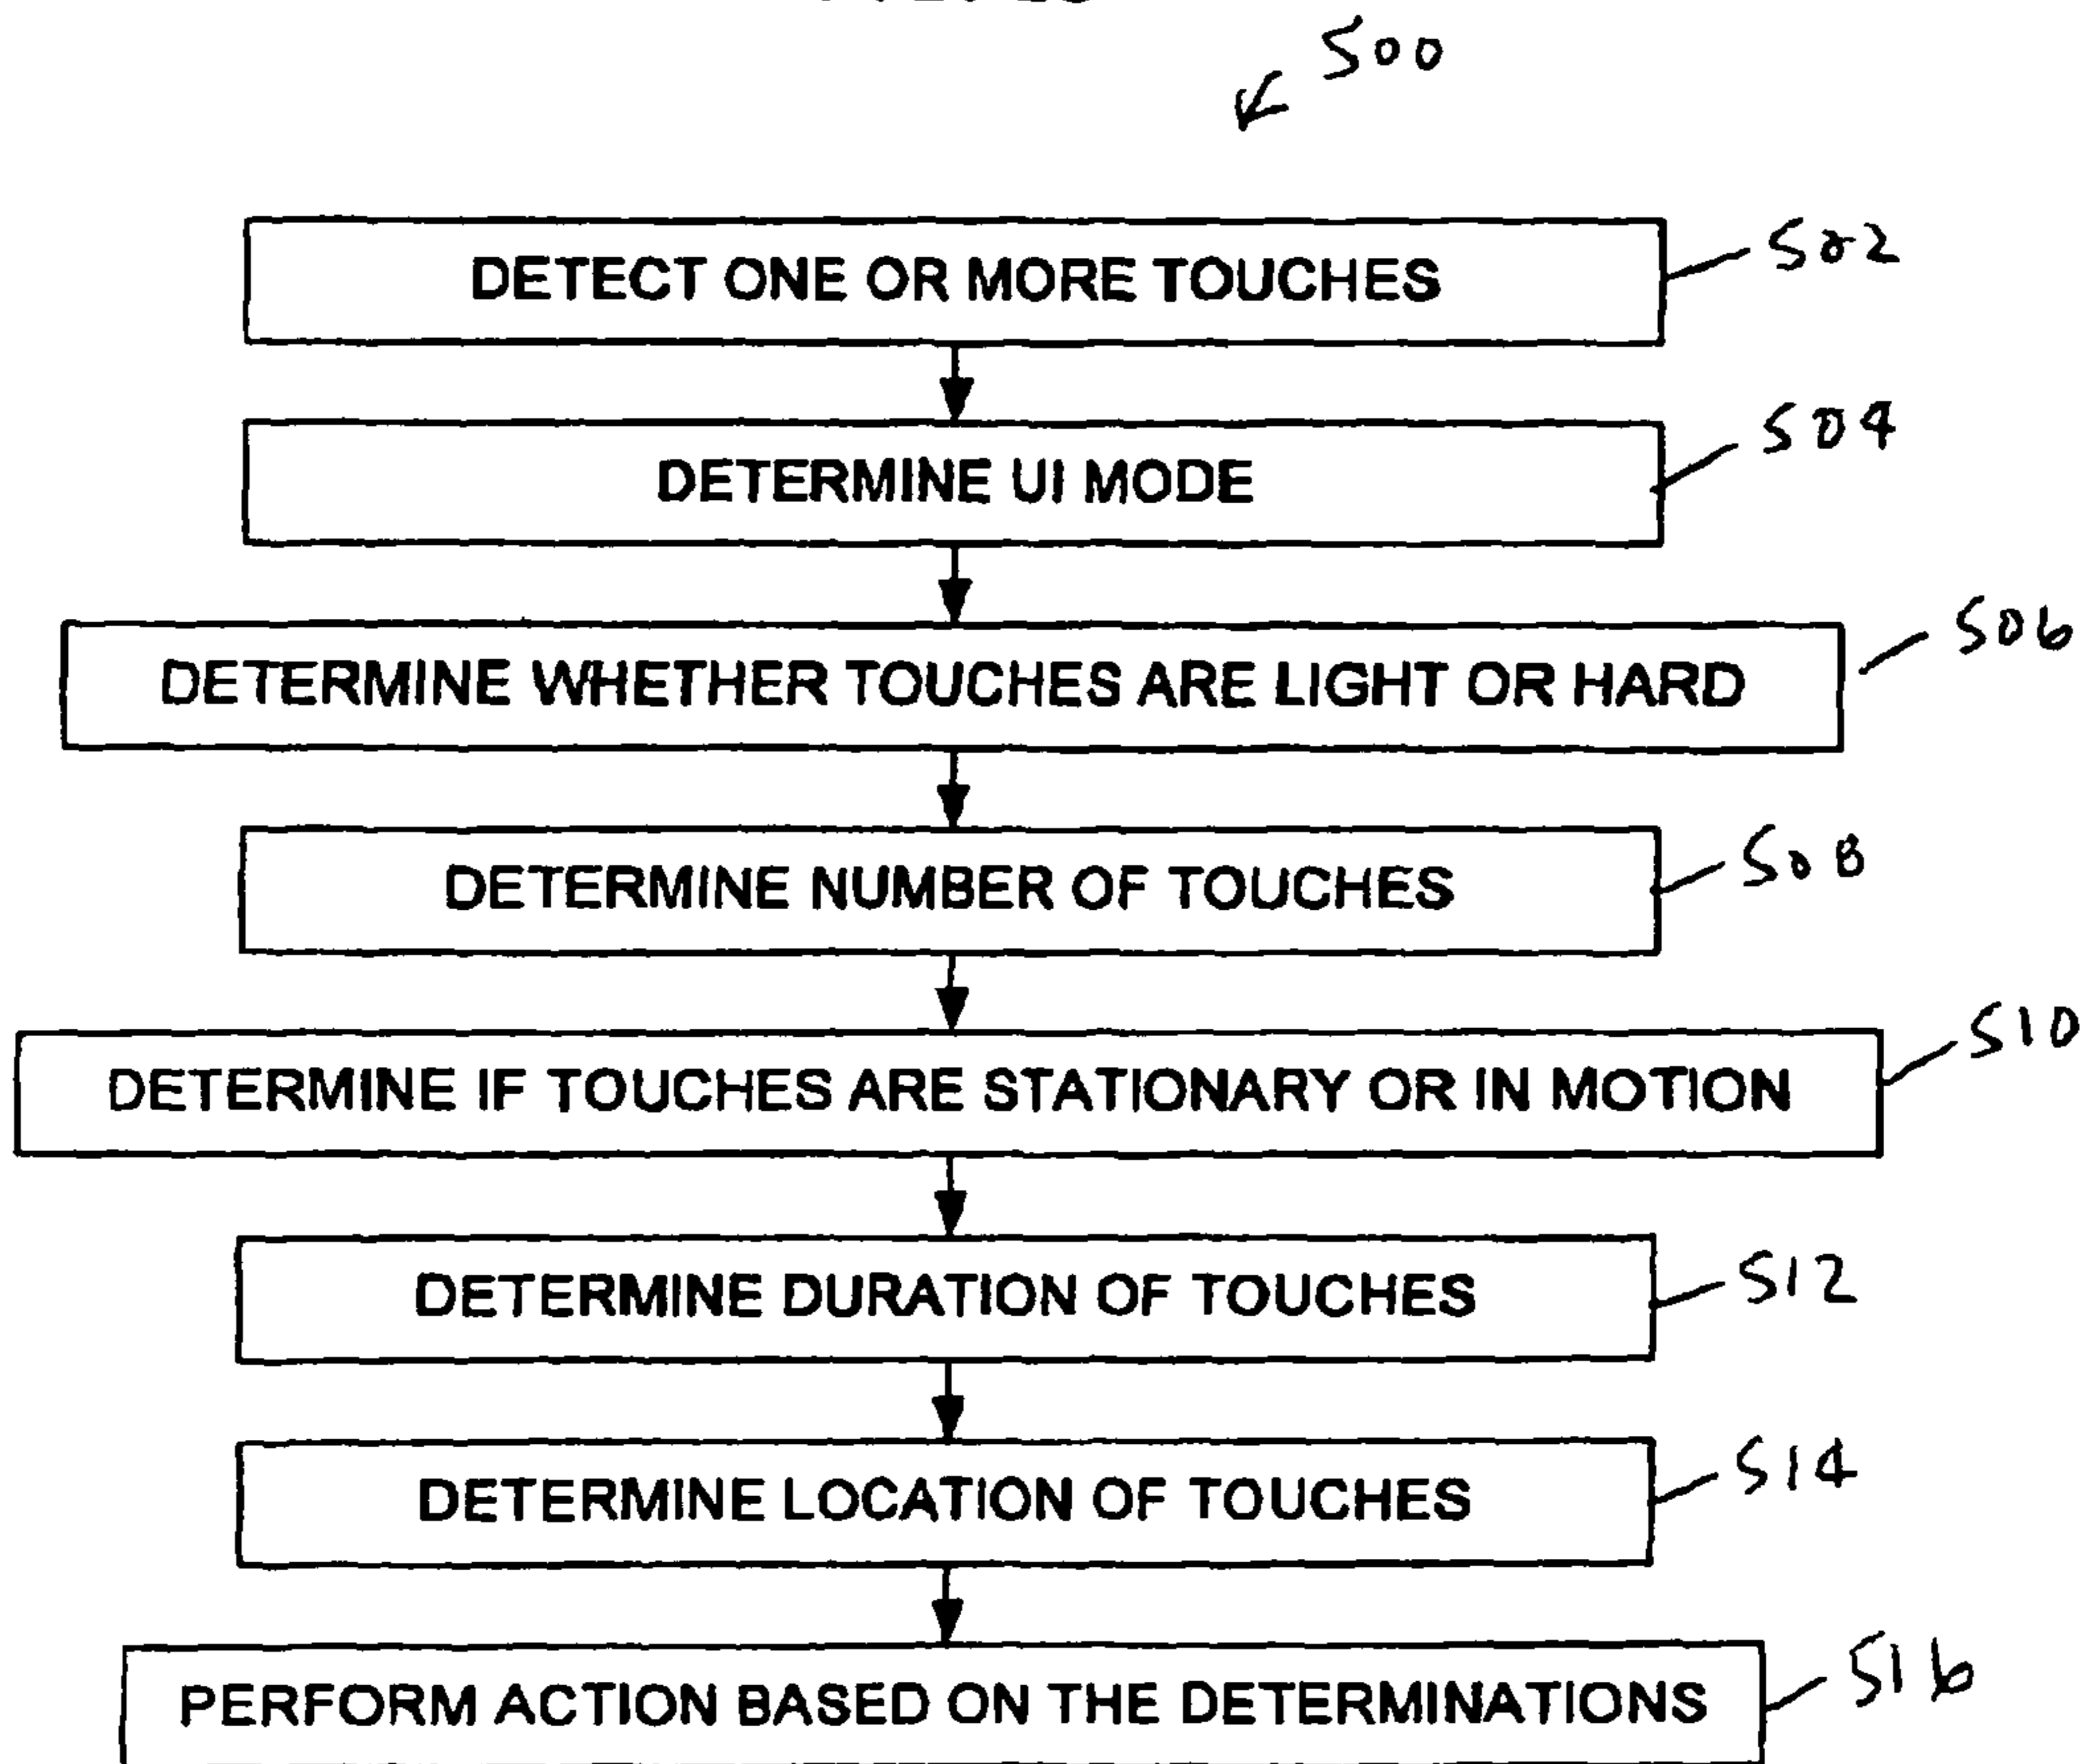 500
DETECT ONE OR MORE TOUCHES
502
DETERMINE UI MODE
504
DETERMINE WHETHER TOUCHES ARE LIGHT OR HARD
506
DETERMINE NUMBER OF TOUCHES
508
DETERMINE IF TOUCHES ARE STATIONARY OR IN MOTION
510
DETERMINE DURATION OF TOUCHES
512
DETERMINE LOCATION OF TOUCHES
514
PERFORM ACTION BASED ON THE DETERMINATIONS
516